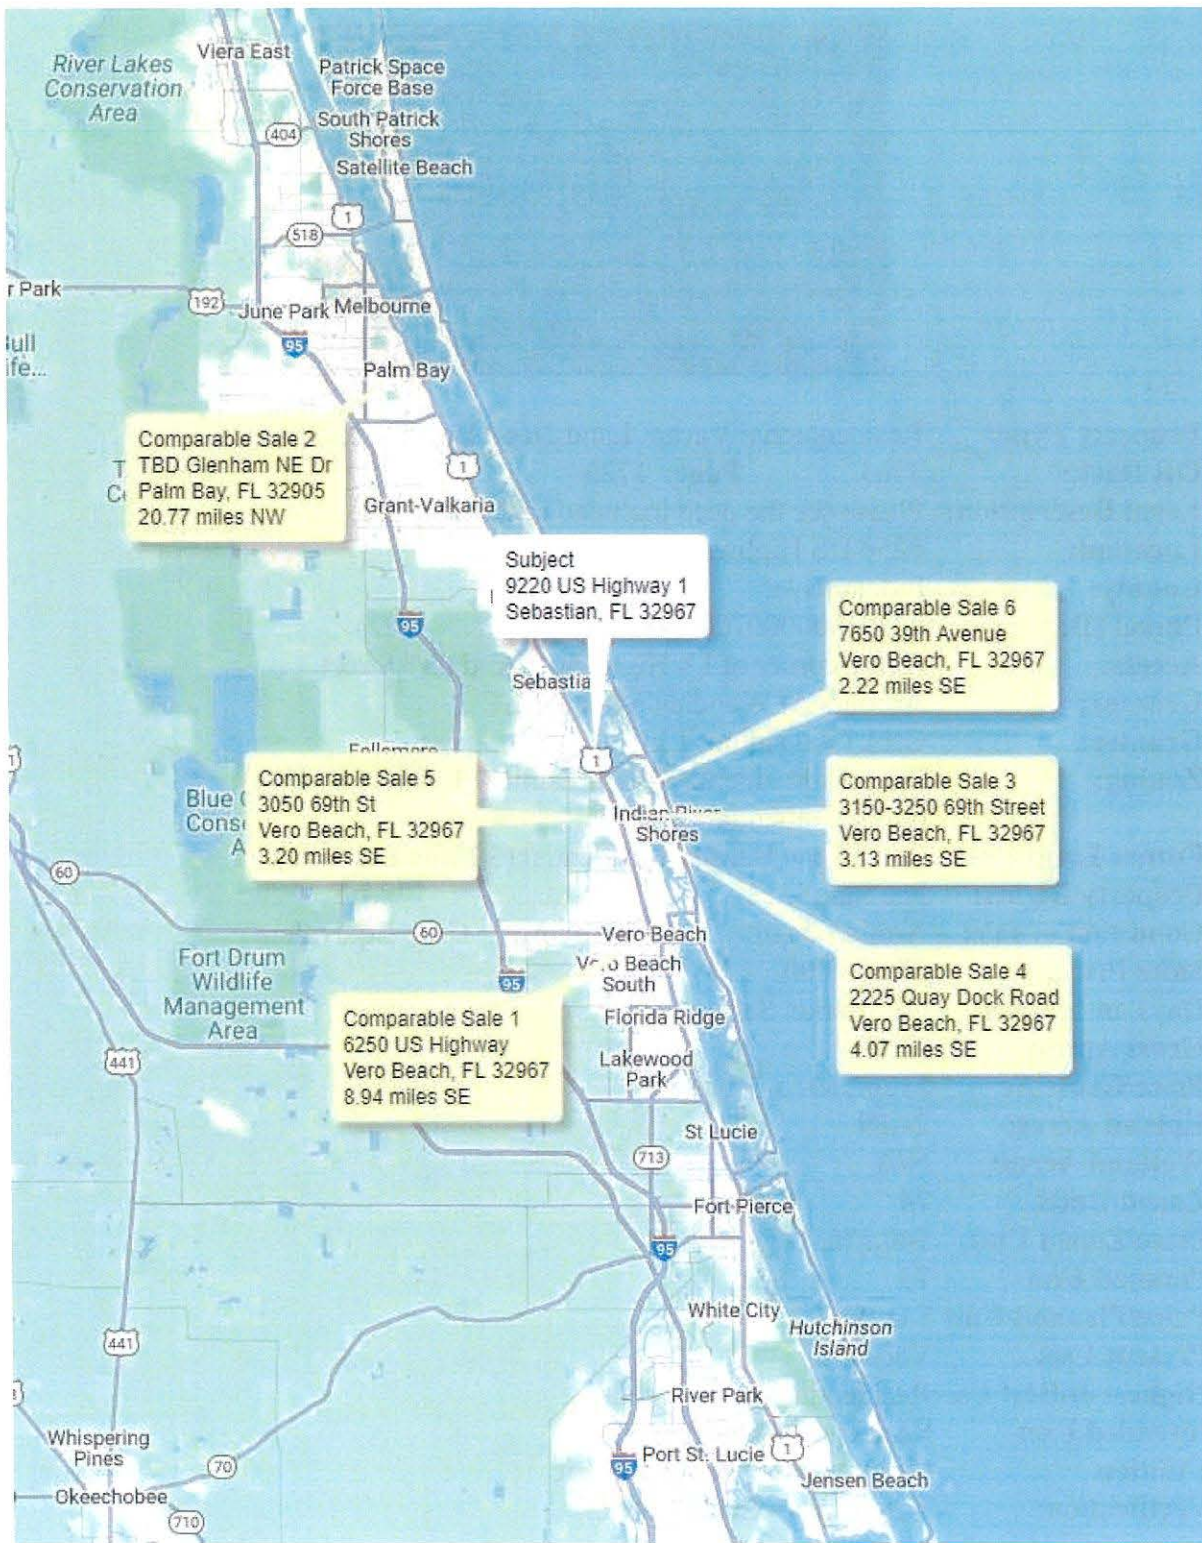 Viera East
River Lakes
Conservation
Area
Patrick Space
Force Base
404
South Patrick
Shores
Satellite Beach
1
518
r Park
192
June Park
Melbourne
95
Palm Bay
Comparable Sale 2
TBD Glenham NE Dr
Palm Bay, FL 32905
20.77 miles NW
1
Grant-Valkaria
Subject
9220 US Highway 1
Sebastian, FL 32967
95
Comparable Sale 6
7650 39th Avenue
Vero Beach, FL 32967
2.22 miles SE
Sebastia
1
Comparable Sale 5
3050 69th St
Vero Beach, FL 32967
3.20 miles SE
Comparable Sale 3
3150-3250 69th Street
Vero Beach, FL 32967
3.13 miles SE
Indian River
Shores
Blue
60
60
Vero Beach
Vero Beach
South
95
Fort Drum
Wildlife
Management
Area
Comparable Sale 4
2225 Quay Dock Road
Vero Beach, FL 32967
4.07 miles SE
Comparable Sale 1
6250 US Highway
Vero Beach, FL 32967
8.94 miles SE
Florida Ridge
Lakewood
Park
441
St Lucie
713
Fort Pierce
95
White City
Hutchinson
Island
441
River Park
Whispering
Pines
70
95
Port St. Lucie
1
Jensen Beach
Okeechobee
710